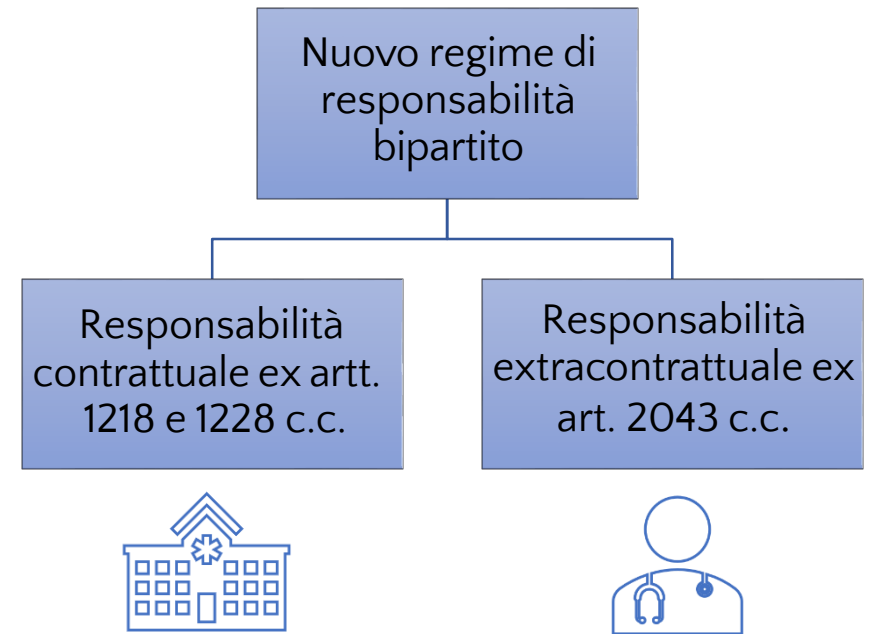 Nuovo regime di
responsabilità
bipartito
Responsabilità
contrattuale ex artt.
1218 e 1228 c.c.
Responsabilità
extracontrattuale ex
art. 2043 c.c.